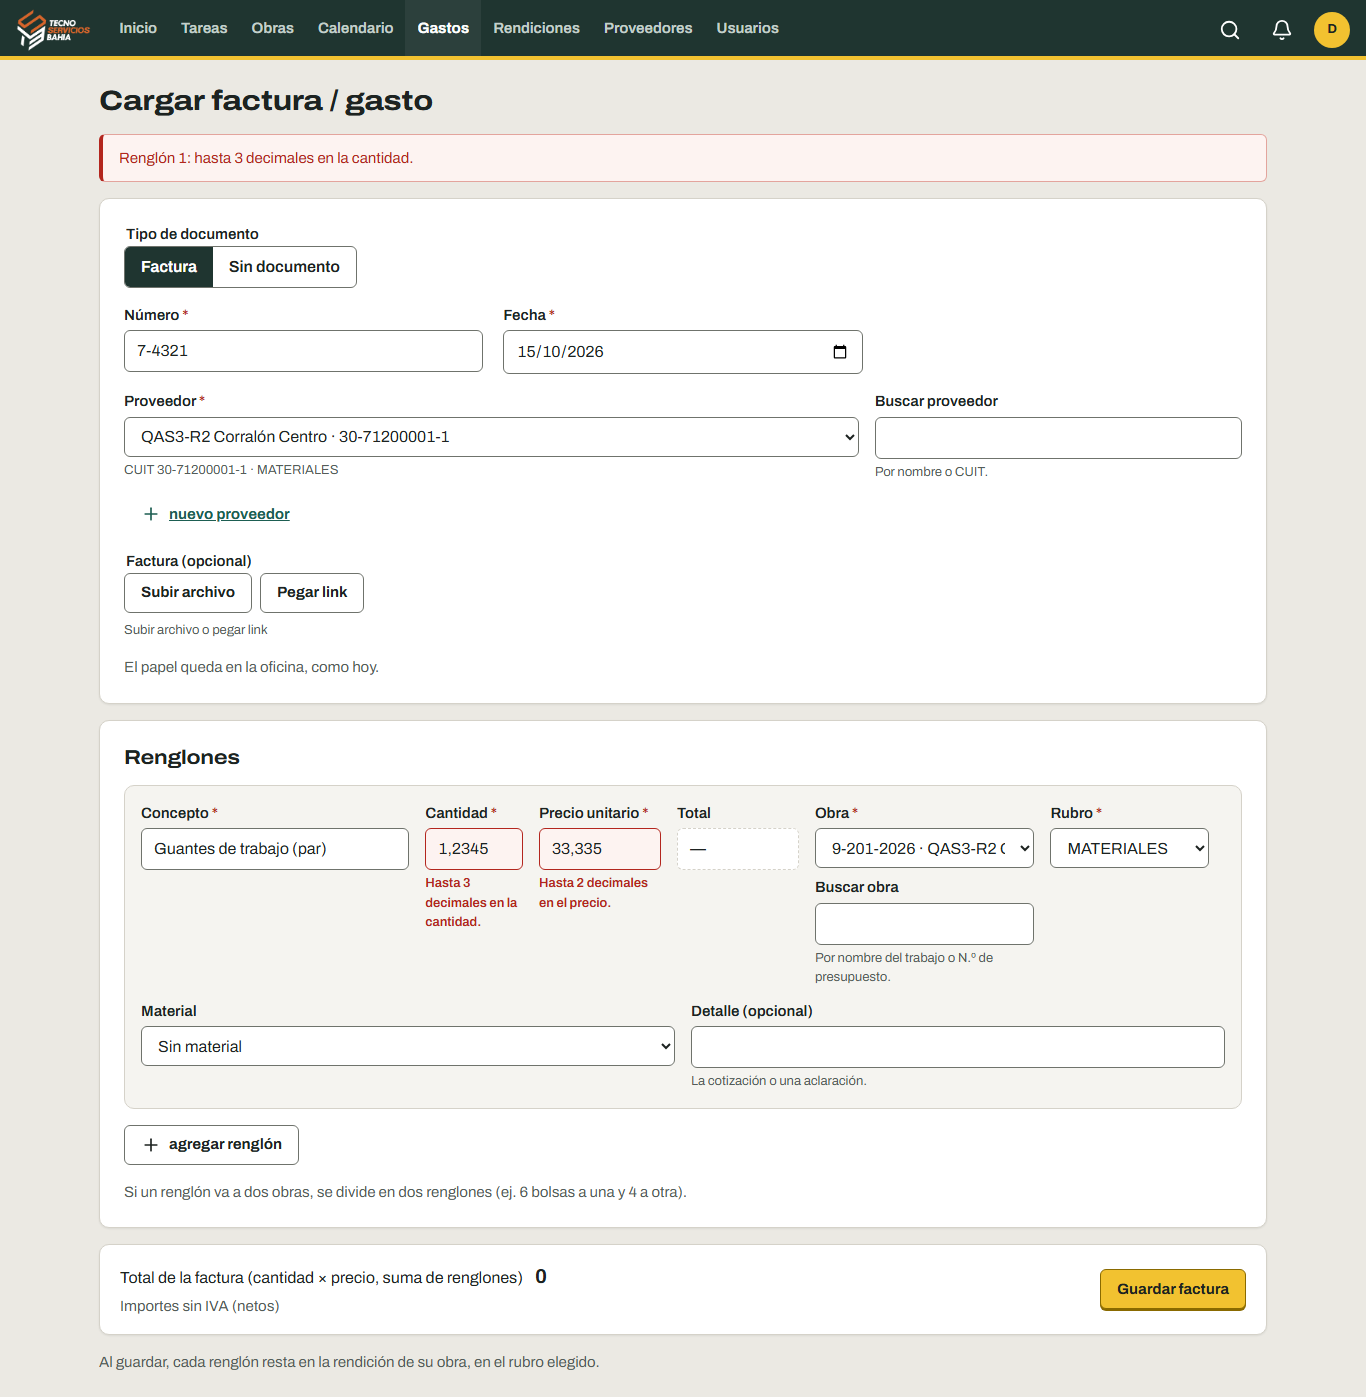 TECNO
SERVICIOS
BAHIA
Inicio
Tareas
Obras
Calendario
Gastos
Rendiciones
Proveedores
Usuarios
D
Cargar factura / gasto
Renglón 1: hasta 3 decimales en la cantidad.
Tipo de documento
Factura
Sin documento
Número *
Fecha *
7-4321
15/10/2026
Proveedor *
Buscar proveedor
QAS3-R2 Corralón Centro · 30-71200001-1
CUIT 30-71200001-1 · MATERIALES
Por nombre o CUIT.
nuevo proveedor
Factura (opcional)
Subir archivo
Pegar link
Subir archivo o pegar link
El papel queda en la oficina, como hoy.
Renglones
Concepto *
Cantidad *
Precio unitario *
Total
Obra *
Rubro *
Guantes de trabajo (par)
1,2345
33,335
—
9-201-2026 · QAS3-R2 C
MATERIALES
Hasta 3
decimales en la
cantidad.
Hasta 2 decimales
en el precio.
Buscar obra
Por nombre del trabajo o N.º de
presupuesto.
Material
Detalle (opcional)
Sin material
La cotización o una aclaración.
agregar renglón
Si un renglón va a dos obras, se divide en dos renglones (ej. 6 bolsas a una y 4 a otra).
Total de la factura (cantidad × precio, suma de renglones) 0
Importes sin IVA (netos)
Guardar factura
Al guardar, cada renglón resta en la rendición de su obra, en el rubro elegido.